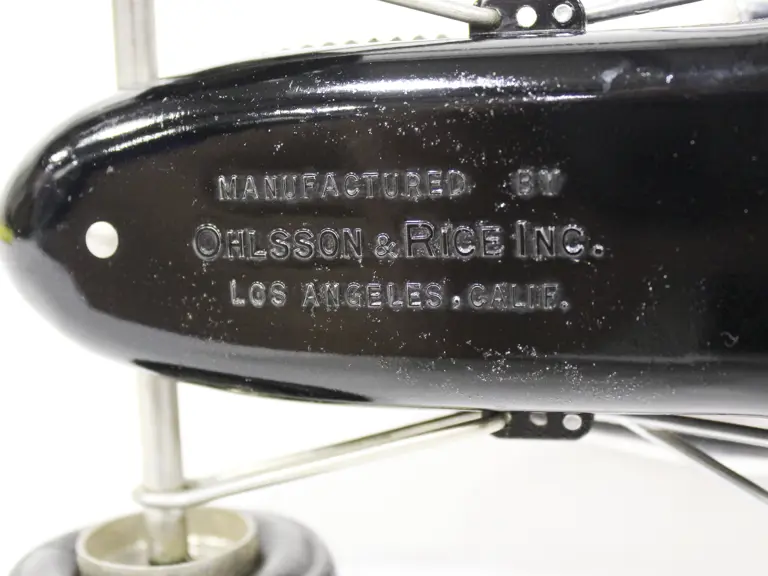 MANUFACTURED BY
OHLSSON & RICE INC.
LOS ANGELES, CALIF.